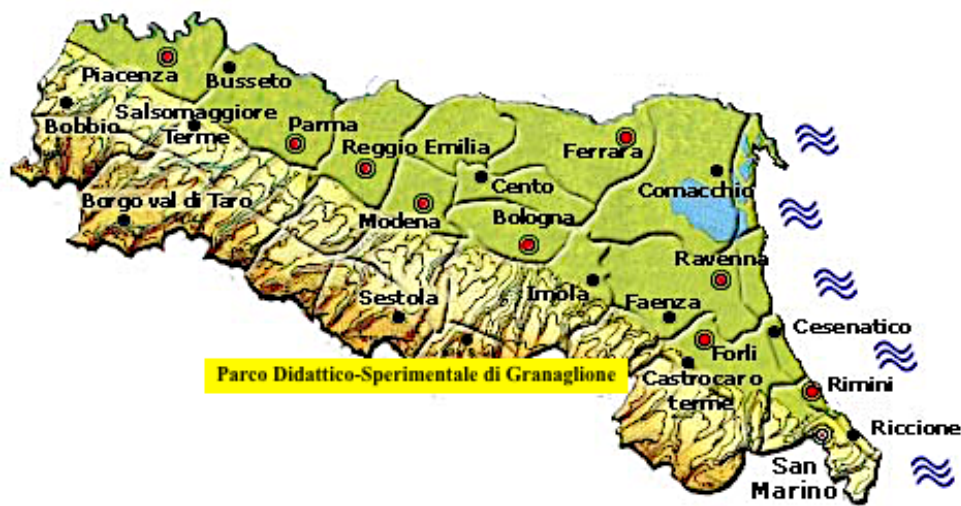 Piacenza
Busseto
Bobbio
Salsomaggiore
Terme
Parma
Reggio Emilia
Ferrara
Cento
Comacchio
Borgo val di Taro
Modena
Bologna
Ravenna
Sestola
Imola
Faenza
Cesenatico
Forli
Parco Didattico-Sperimentale di Granaglione
Castrocaro
terme
Rimini
Riccione
San
Marino